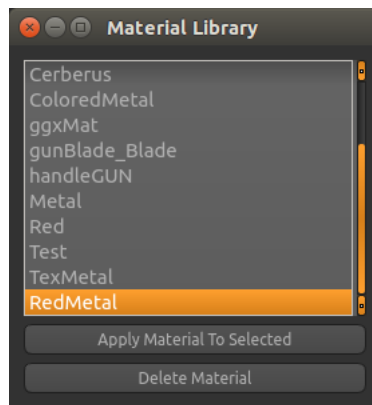 Material Library
Cerberus
ColoredMetal
ggxMat
gunBlade_Blade
handleGUN
Metal
Red
Test
TexMetal
RedMetal
Apply Material To Selected
Delete Material